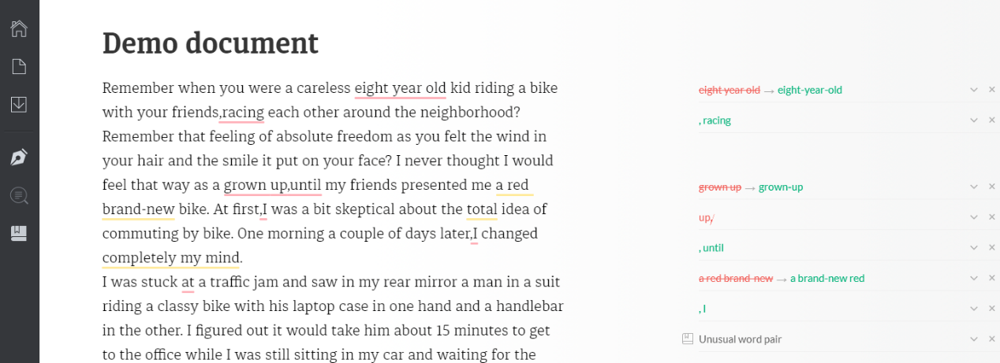 Demo document
Remember when you were a careless eight year old kid riding a bike
with your friends,racing each other around the neighborhood?
Remember that feeling of absolute freedom as you felt the wind in
your hair and the smile it put on your face? I never thought I would
feel that way as a grown up,until my friends presented me a red
brand-new bike. At first,I was a bit skeptical about the total idea of
commuting by bike. One morning a couple of days later,I changed
completely my mind.
I was stuck at a traffic jam and saw in my rear mirror a man in a suit
riding a classy bike with his laptop case in one hand and a handlebar
in the other. I figured out it would take him about 15 minutes to get
to the office while I was still sitting in my car and waiting for the
eight year old → eight-year-old
, racing
grown up → grown-up
up,/
, until
a red brand-new → a brand-new red
, I
Unusual word pair